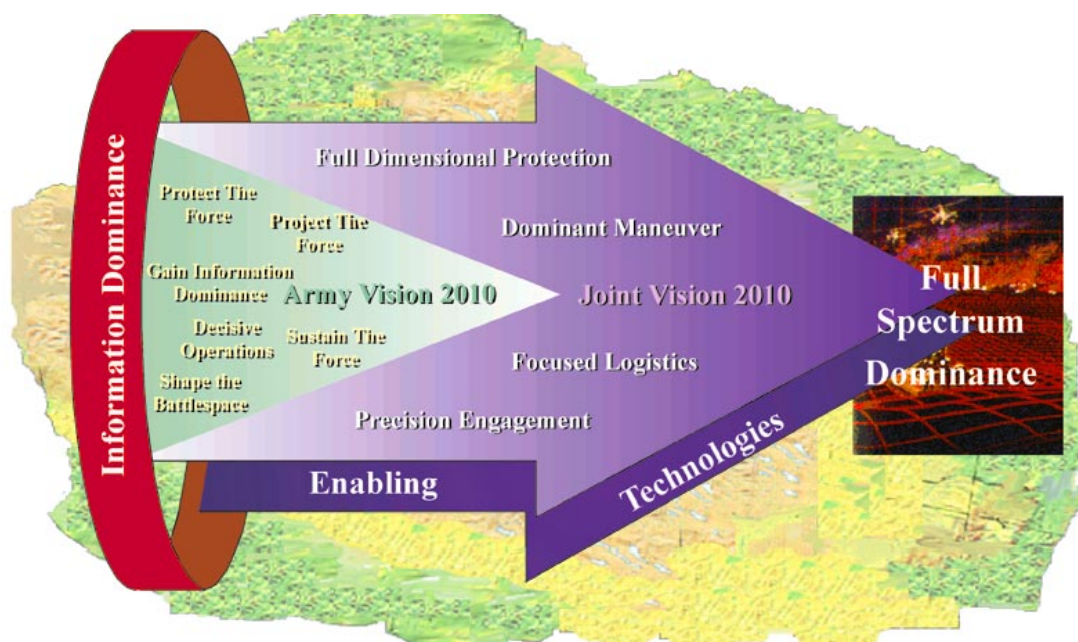 Information Dominance
Full Dimensional Protection
Protect The
Force
Project The
Force
Dominant Maneuver
Gain Information
Dominance
Army Vision 2010
Joint Vision 2010
Full
Spectrum
Dominance
Decisive
Operations
Sustain The
Force
Focused Logistics
Shape the
Battlespace
Precision Engagement
Enabling
Technologies